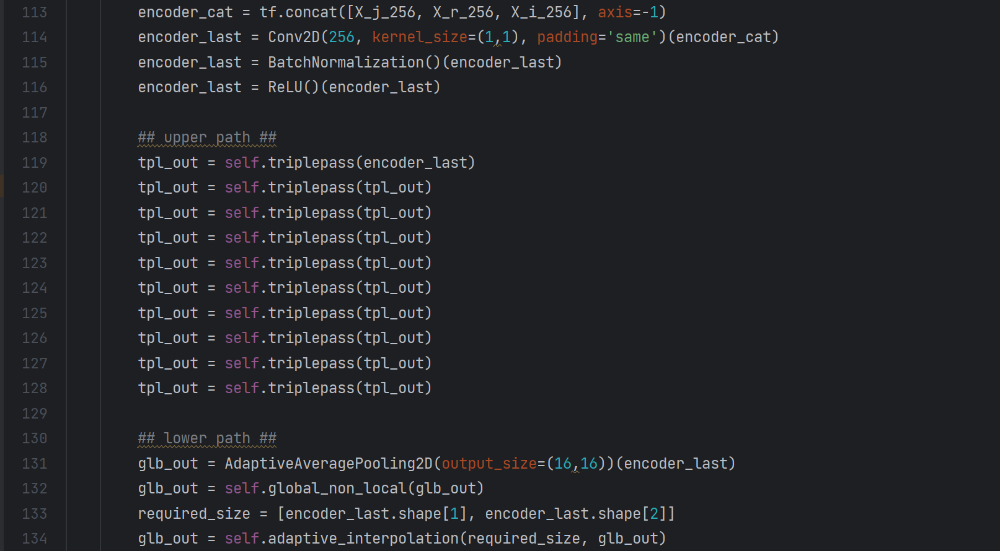 113 encoder_cat = tf.concat([X_j_256, X_r_256, X_i_256], axis=-1)
114 encoder_last = Conv2D(256, kernel_size=(1,1), padding='same')(encoder_cat)
115 encoder_last = BatchNormalization()(encoder_last)
116 encoder_last = ReLU()(encoder_last)
117
118 ## upper path ##
119 tpl_out = self.triplepass(encoder_last)
120 tpl_out = self.triplepass(tpl_out)
121 tpl_out = self.triplepass(tpl_out)
122 tpl_out = self.triplepass(tpl_out)
123 tpl_out = self.triplepass(tpl_out)
124 tpl_out = self.triplepass(tpl_out)
125 tpl_out = self.triplepass(tpl_out)
126 tpl_out = self.triplepass(tpl_out)
127 tpl_out = self.triplepass(tpl_out)
128 tpl_out = self.triplepass(tpl_out)
129
130 ## lower path ##
131 glb_out = AdaptiveAveragePooling2D(output_size=(16,16))(encoder_last)
132 glb_out = self.global_non_local(glb_out)
133 required_size = [encoder_last.shape[1], encoder_last.shape[2]]
134 glb_out = self.adaptive_interpolation(required_size, glb_out)